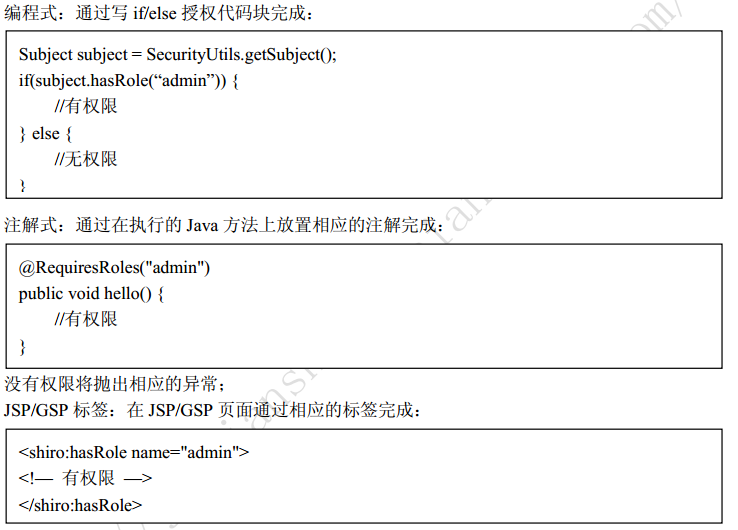 编程式：通过写 if/else 授权代码块完成：
Subject subject = SecurityUtils.getSubject();
if(subject.hasRole(“admin”)) {
//有权限
} else {
//无权限
}
注解式：通过在执行的 Java 方法上放置相应的注解完成：
@RequiresRoles("admin")
public void hello() {
//有权限
}
没有权限将抛出相应的异常；
JSP/GSP 标签：在 JSP/GSP 页面通过相应的标签完成：
<shiro:hasRole name="admin">
<!— 有权限 —>
</shiro:hasRole>